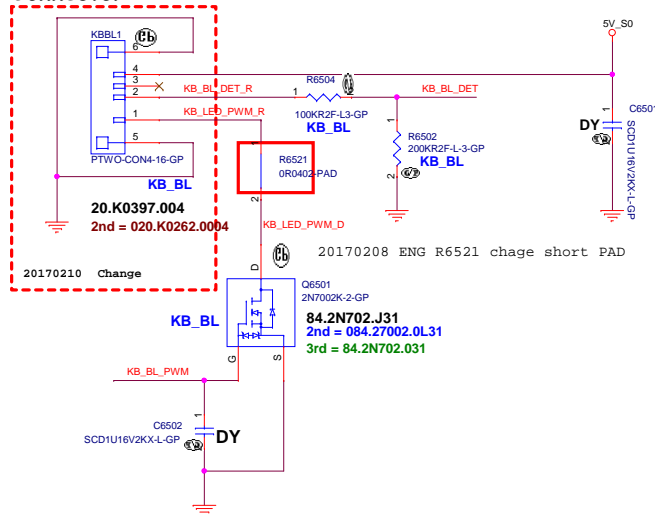 KBBL1
6
4
3
2
1
5
PTWO-CON4-16-GP
KB_BL
20.K0397.004
2nd = 020.K0262.0004
20170210 Change
KB_BL_DET_R
KB_LED_PWM_R
R6504
1
100KR2F-L3-GP
KB_BL
KB_BL_DET
1
R6502
200KR2F-L-3-GP
KB_BL
2
5V_S0
C6501
DY
SCD1U16V2KX-L-GP
1
1
R6521
0R0402-PAD
2
KB_LED_PWM_D
20170208 ENG R6521 chage short PAD
D
Q6501
2N7002K-2-GP
KB_BL
84.2N702.J31
2nd = 084.27002.0L31
3rd = 84.2N702.031
G
S
KB_BL_PWM
1
C6502
SCD1U16V2KX-L-GP
DY